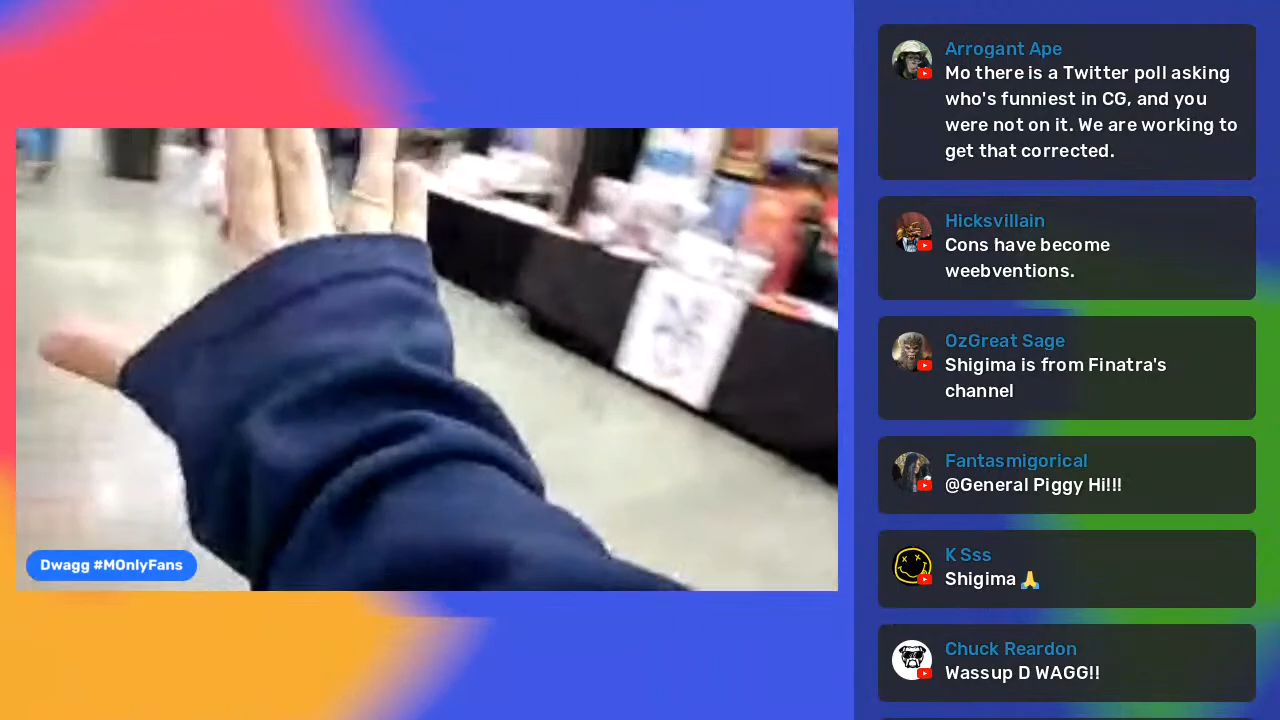 Arrogant Ape
Mo there is a Twitter poll asking
who's funniest in CG, and you
were not on it. We are working to
get that corrected.
Hicksvillain
Cons have become
weebventions.
OzGreat Sage
Shigima is from Finatra's
channel
Fantasmigorical
@General Piggy Hi!!!
K Sss
Shigima 🙏
Chuck Reardon
Wassup D WAGG!!
Dwagg #MOnlyFans